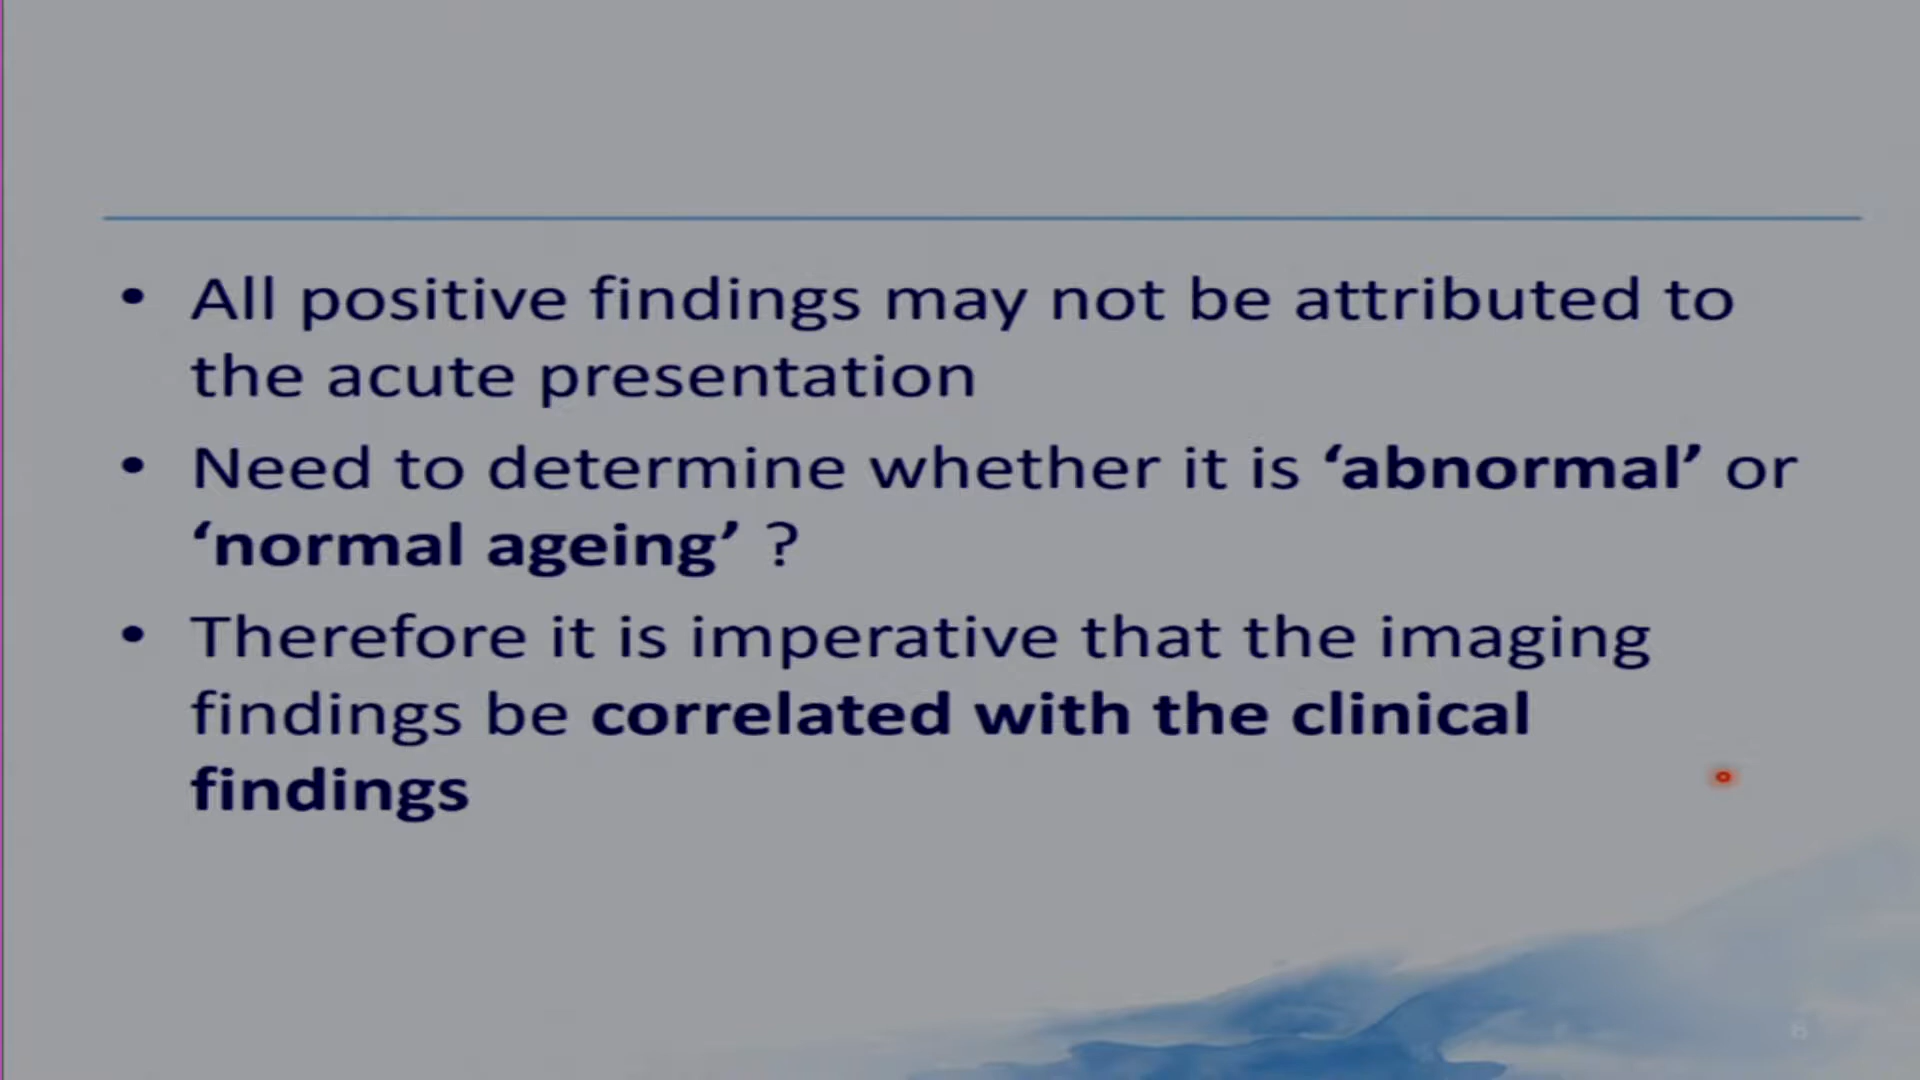 • All positive findings may not be attributed to
the acute presentation
• Need to determine whether it is ‘abnormal’ or
‘normal ageing’ ?
• Therefore it is imperative that the imaging
findings be correlated with the clinical
findings